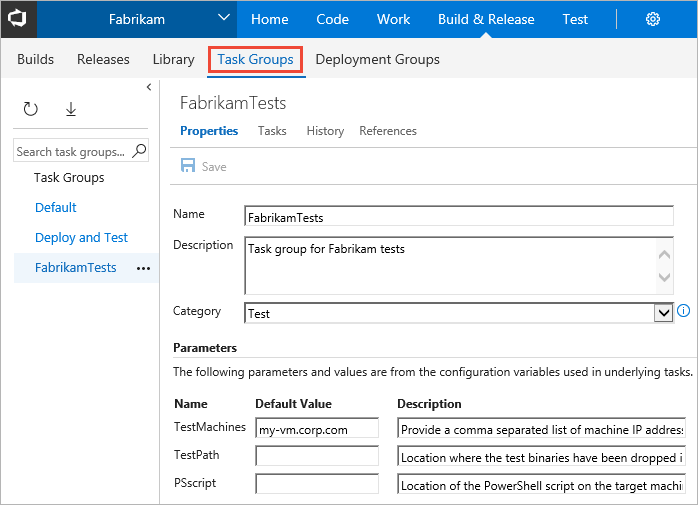 Fabrikam Home Code Work Build & Release Test
Builds Releases Library Task Groups Deployment Groups
FabrikamTests
Properties Tasks History References
Search task groups...
Save
Task Groups
Default
Deploy and Test
FabrikamTests ...
Name FabrikamTests
Description Task group for Fabrikam tests
Category Test
Parameters
The following parameters and values are from the configuration variables used in underlying tasks.
Name Default Value Description
TestMachines my-vm.corp.com Provide a comma separated list of machine IP address
TestPath Location where the test binaries have been dropped i
PSscript Location of the PowerShell script on the target machi